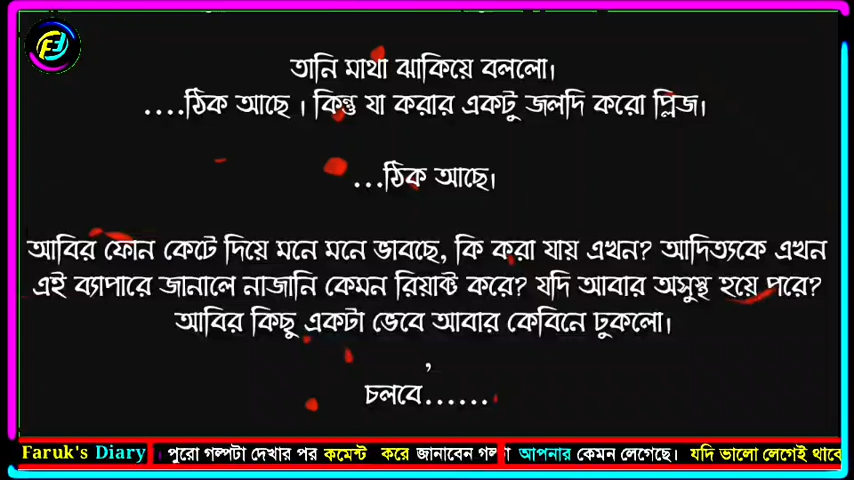 তানি মাথা ঝাকিয়ে বললো।
....ঠিক আছে । কিন্তু যা করার একটু জলদি করো প্লিজ।
...ঠিক আছে।
আবির ফোন কেটে দিয়ে মনে মনে ভাবছে, কি করা যায় এখন? আদিত্যকে এখন
এই ব্যাপারে জানালে নাজানি কেমন রিয়াক্ট করে? যদি আবার অসুস্থ হয়ে পরে?
আবির কিছু একটা ভেবে আবার কেবিনে ঢুকলো।
,
চলবে......
Faruk's Diary পুরো গল্পটা দেখার পর কমেন্ট করে জানাবেন আপনার কেমন লেগেছে। যদি ভালো লেগেই